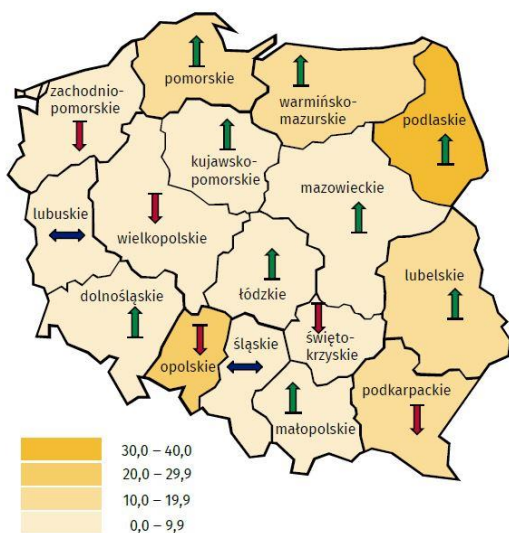 pomorskie
zachodnio-
pomorskie
warmińsko-
mazurskie
podlaskie
kujawsko-
pomorskie
mazowieckie
lubuskie
wielkopolskie
łódzkie
lubelskie
dolnośląskie
opolskie
śląskie
święto-
krzyskie
podkarpackie
małopolskie
30,0 – 40,0
20,0 – 29,9
10,0 – 19,9
0,0 – 9,9